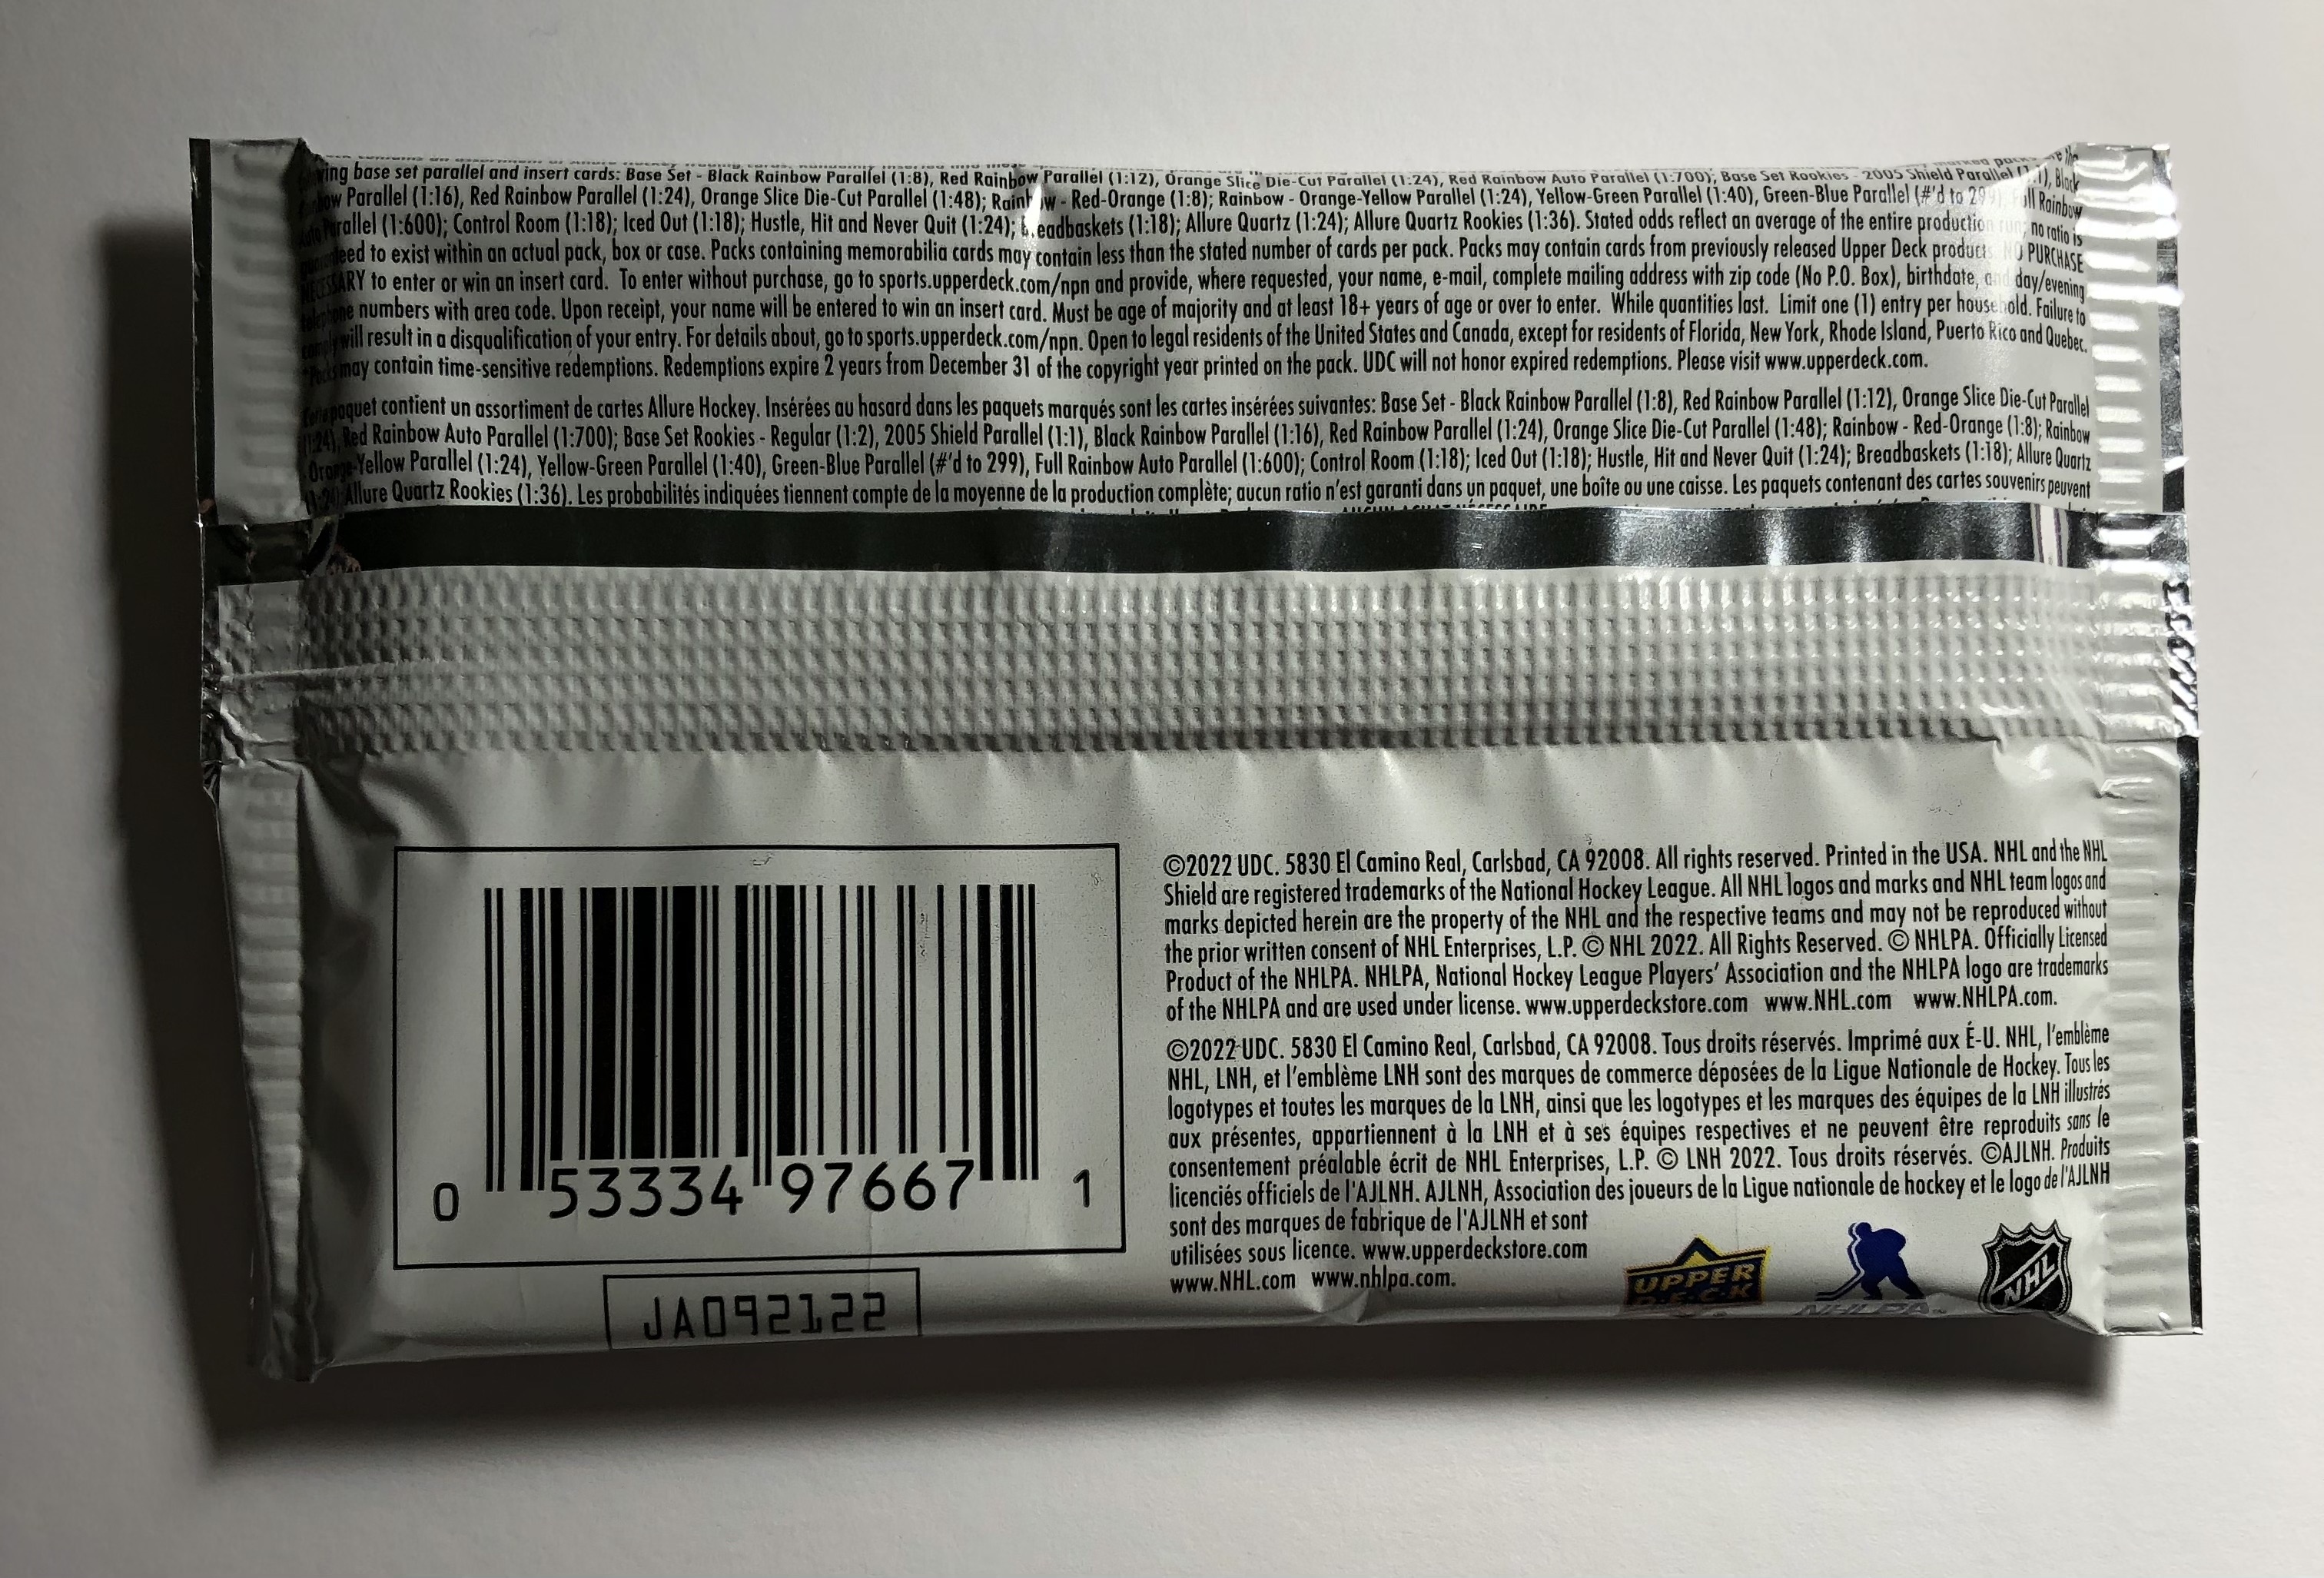 ving base set parallel and insert cards: Base Set - Black Rainbow Parallel (1:8), Red Rainbow Parallel (1:12), Orange Slice Die-Cut Parallel (1:24), Red Rainbow Auto Parallel (1:700); Base Set Rookies - 2005 Shield Parallel (1:1), Black
Parallel (1:16), Red Rainbow Parallel (1:24), Orange Slice Die-Cut Parallel (1:48); Rainbow - Red-Orange (1:8); Rainbow - Orange-Yellow Parallel (1:24), Yellow-Green Parallel (1:40), Green-Blue Parallel (#'d to 299), Full Rainbow
Auto Parallel (1:600); Control Room (1:18); Iced Out (1:18); Hustle, Hit and Never Quit (1:24); Breadbaskets (1:18); Allure Quartz (1:24); Allure Quartz Rookies (1:36). Stated odds reflect an average of the entire production run; no ratio is
to exist within an actual pack, box or case. Packs containing memorabilia cards may contain less than the stated number of cards per pack. Packs may contain cards from previously released Upper Deck products. NO PURCHASE
NECESSARY to enter or win an insert card. To enter without purchase, go to sports.upperdeck.com/npn and provide, where requested, your name, e-mail, complete mailing address with zip code (No P.O. Box), birthdate, and day/evening
telephone numbers with area code. Upon receipt, your name will be entered to win an insert card. Must be age of majority and at least 18+ years of age or over to enter. While quantities last. Limit one (1) entry per household. Failure to
comply will result in a disqualification of your entry. For details about, go to sports.upperdeck.com/npn. Open to legal residents of the United States and Canada, except for residents of Florida, New York, Rhode Island, Puerto Rico and Quebec.
*Packs may contain time-sensitive redemptions. Redemptions expire 2 years from December 31 of the copyright year printed on the pack. UDC will not honor expired redemptions. Please visit www.upperdeck.com.
paquet contient un assortiment de cartes Allure Hockey. Insérées au hasard dans les paquets marqués sont les cartes insérées suivantes: Base Set - Black Rainbow Parallel (1:8), Red Rainbow Parallel (1:12), Orange Slice Die-Cut Parallel
(1:24), Red Rainbow Auto Parallel (1:700); Base Set Rookies - Regular (1:2), 2005 Shield Parallel (1:1), Black Rainbow Parallel (1:16), Red Rainbow Parallel (1:24), Orange Slice Die-Cut Parallel (1:48); Rainbow - Red-Orange (1:8); Rainbow
Orange-Yellow Parallel (1:24), Yellow-Green Parallel (1:40), Green-Blue Parallel (#'d to 299), Full Rainbow Auto Parallel (1:600); Control Room (1:18); Iced Out (1:18); Hustle, Hit and Never Quit (1:24); Breadbaskets (1:18); Allure Quartz
(1:24) Allure Quartz Rookies (1:36). Les probabilités indiquées tiennent compte de la moyenne de la production complète; aucun ratio n'est garanti dans un paquet, une boîte ou une caisse. Les paquets contenant des cartes souvenirs peuvent
AUCUN ACHAT NÉCESSAIRE
0 53334 97667 1
JA092122
©2022 UDC. 5830 El Camino Real, Carlsbad, CA 92008. All rights reserved. Printed in the USA. NHL and the NHL
Shield are registered trademarks of the National Hockey League. All NHL logos and marks and NHL team logos and
marks depicted herein are the property of the NHL and the respective teams and may not be reproduced without
the prior written consent of NHL Enterprises, L.P. © NHL 2022. All Rights Reserved. © NHLPA. Officially Licensed
Product of the NHLPA. NHLPA, National Hockey League Players' Association and the NHLPA logo are trademarks
of the NHLPA and are used under license. www.upperdeckstore.com www.NHL.com www.NHLPA.com.
©2022 UDC. 5830 El Camino Real, Carlsbad, CA 92008. Tous droits réservés. Imprimé aux É-U. NHL, l'emblème
NHL, LNH, et l'emblème LNH sont des marques de commerce déposées de la Ligue Nationale de Hockey. Tous les
logotypes et toutes les marques de la LNH, ainsi que les logotypes et les marques des équipes de la LNH illustrés
aux présentes, appartiennent à la LNH et à ses équipes respectives et ne peuvent être reproduits sans le
consentement préalable écrit de NHL Enterprises, L.P. © LNH 2022. Tous droits réservés. ©AJLNH. Produits
licenciés officiels de l'AJLNH. AJLNH, Association des joueurs de la Ligue nationale de hockey et le logo de l'AJLNH
sont des marques de fabrique de l'AJLNH et sont
utilisées sous licence. www.upperdeckstore.com
www.NHL.com www.nhlpa.com.
UPPER
DECK
NHLPA
NHL